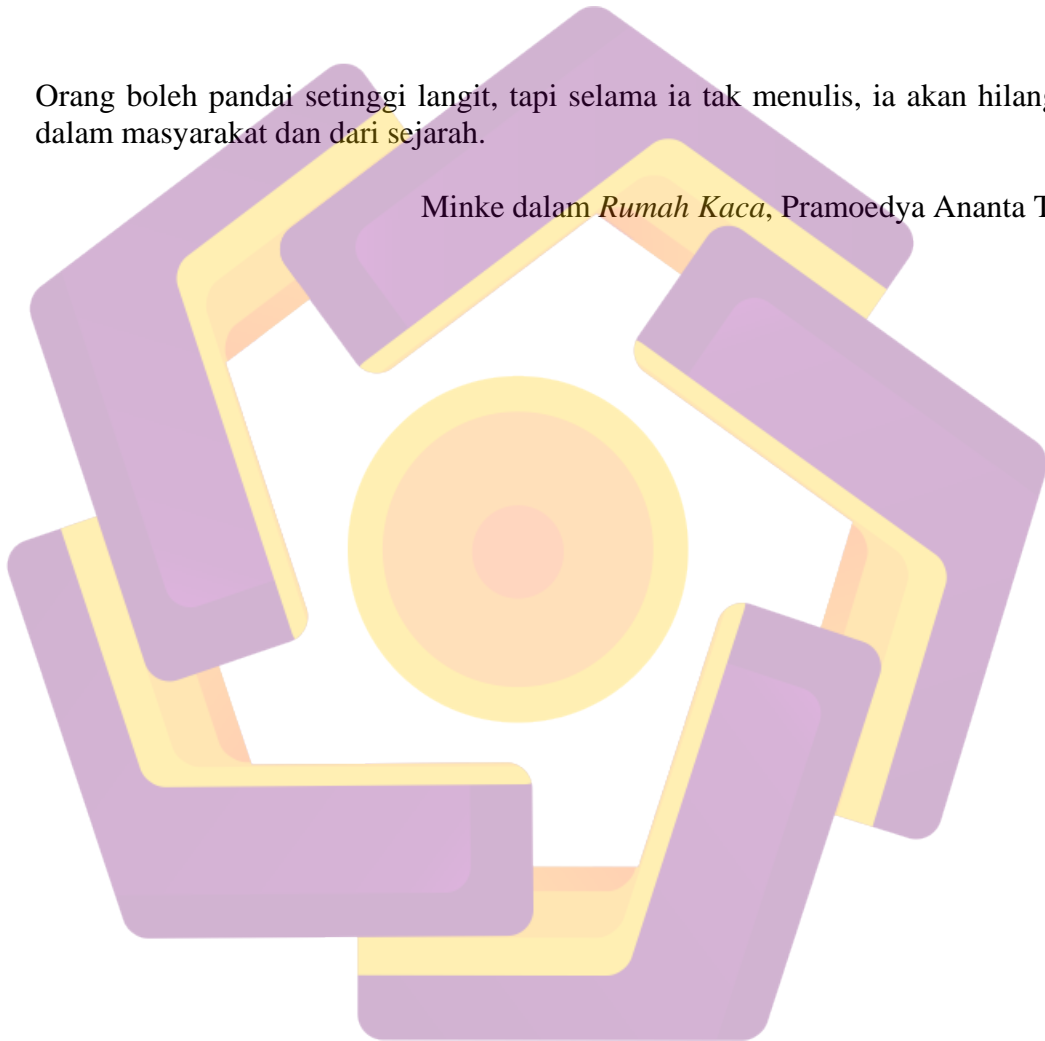 Orang boleh pandai setinggi langit, tapi selama ia tak menulis, ia akan hilang
dalam masyarakat dan dari sejarah.
Minke dalam Rumah Kaca, Pramoedya Ananta T